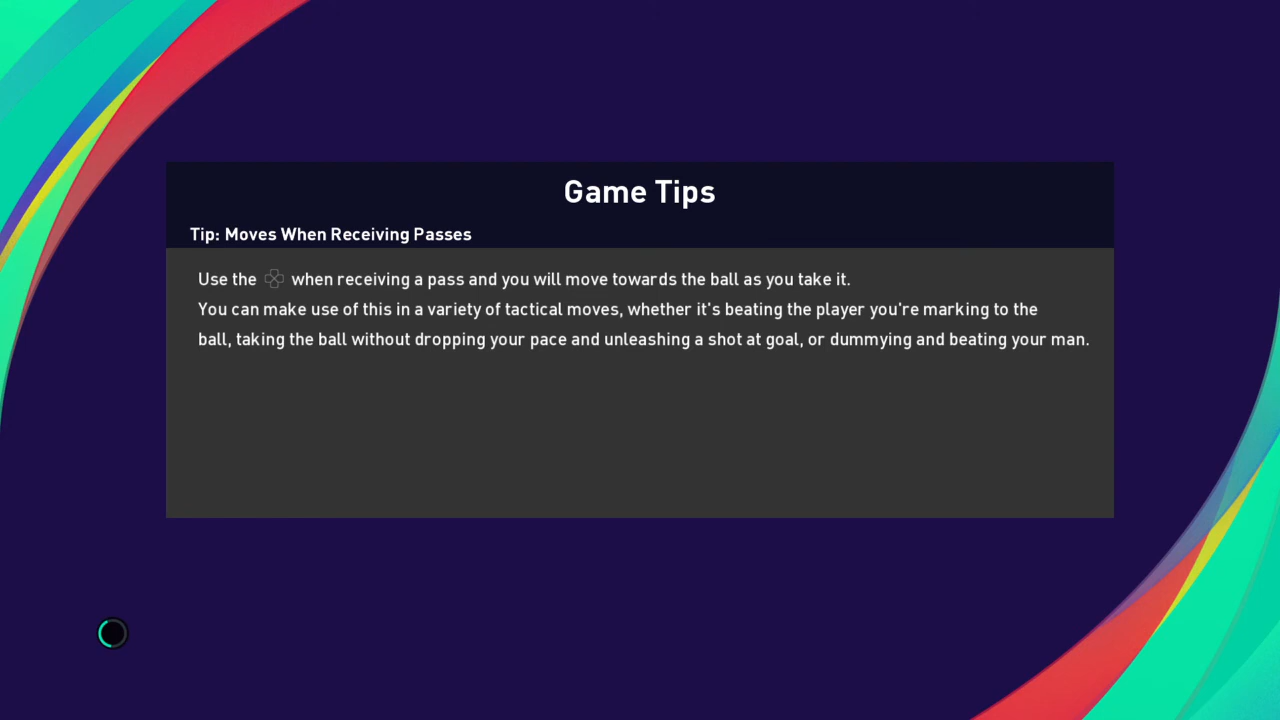 Game Tips
Tip: Moves When Receiving Passes
Use the when receiving a pass and you will move towards the ball as you take it.
You can make use of this in a variety of tactical moves, whether it's beating the player you're marking to the
ball, taking the ball without dropping your pace and unleashing a shot at goal, or dummying and beating your man.